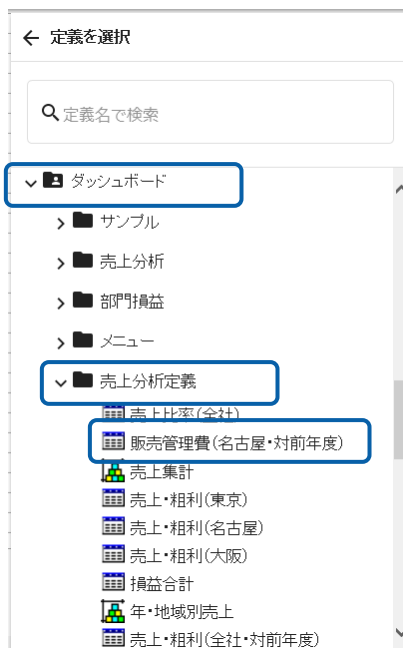 定義を選択
定義名で検索
ダッシュボード
サンプル
売上分析
部門損益
メニュー
売上分析定義
売上比率(全社)
販売管理費(名古屋・対前年度)
売上集計
売上・粗利(東京)
売上・粗利(名古屋)
売上・粗利(大阪)
損益合計
年・地域別売上
売上・粗利(全社・対前年度)